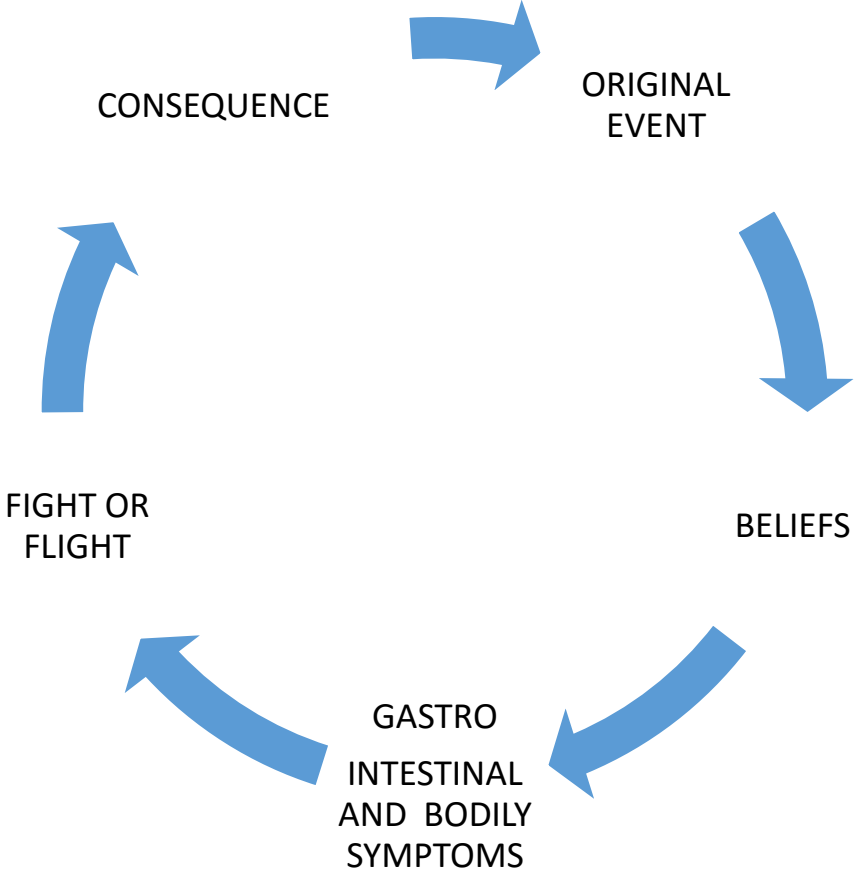 ORIGINAL
EVENT
BELIEFS
GASTRO
INTESTINAL
AND BODILY
SYMPTOMS
FIGHT OR
FLIGHT
CONSEQUENCE